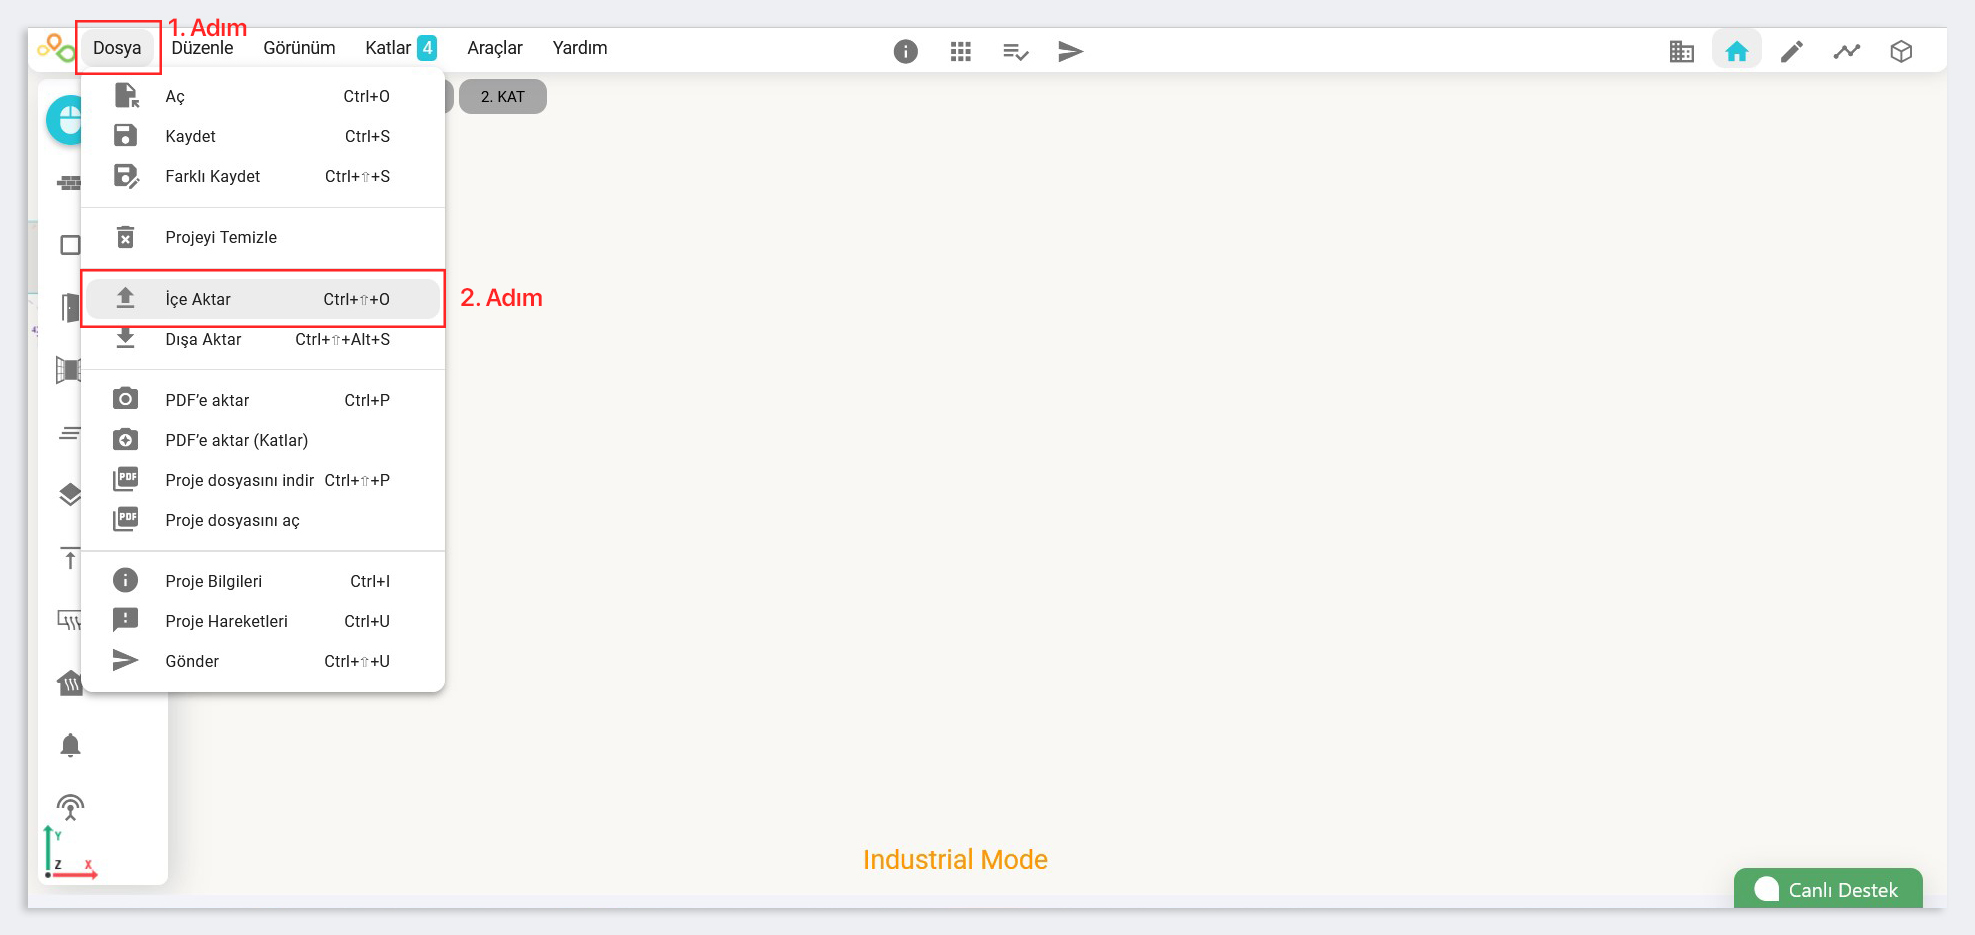 1. Adım
Dosya Düzenle Görünüm Katlar 4 Araçlar Yardım
2. KAT
Aç Ctrl+O
Kaydet Ctrl+S
Farklı Kaydet Ctrl+⇧+S
Projeyi Temizle
İçe Aktar Ctrl+⇧+O
2. Adım
Dışa Aktar Ctrl+⇧+Alt+S
PDF'e aktar Ctrl+P
PDF'e aktar (Katlar)
PDF Proje dosyasını indir Ctrl+⇧+P
PDF Proje dosyasını aç
Proje Bilgileri Ctrl+I
Proje Hareketleri Ctrl+U
Gönder Ctrl+⇧+U
Y
Z X
Industrial Mode
Canlı Destek